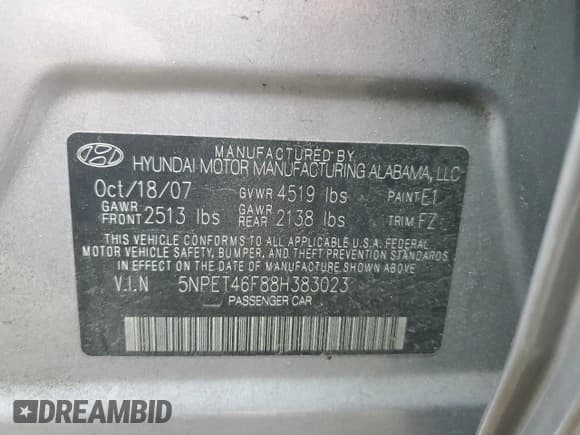 MANUFACTURED BY
HYUNDAI MOTOR MANUFACTURING ALABAMA, LLC
Oct/18/07 GVWR 4519 lbs PAINT E1
GAWR FRONT 2513 lbs GAWR REAR 2138 lbs TRIM FZ
THIS VEHICLE CONFORMS TO ALL APPLICABLE U.S.A. FEDERAL
MOTOR VEHICLE SAFETY, BUMPER, AND THEFT PREVENTION STANDARDS
IN EFFECT ON THE DATE OF MANUFACTURE SHOWN ABOVE
V.I.N 5NPET46F88H383023
PASSENGER CAR
DREAMBID